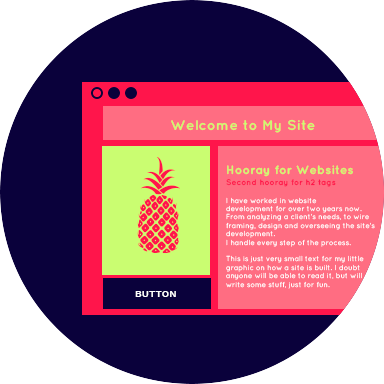 Welcome to My Site
Hooray for Websites
Second hooray for h2 tags
I have worked in website
development for over two years now.
From analyzing a client's needs, to wire
framing, design and overseeing the site's
development.
I handle every step of the process.
This is just very small text for my little
graphic on how a site is built. I doubt
anyone will be able to read it, but will
write some stuff, just for fun.
BUTTON